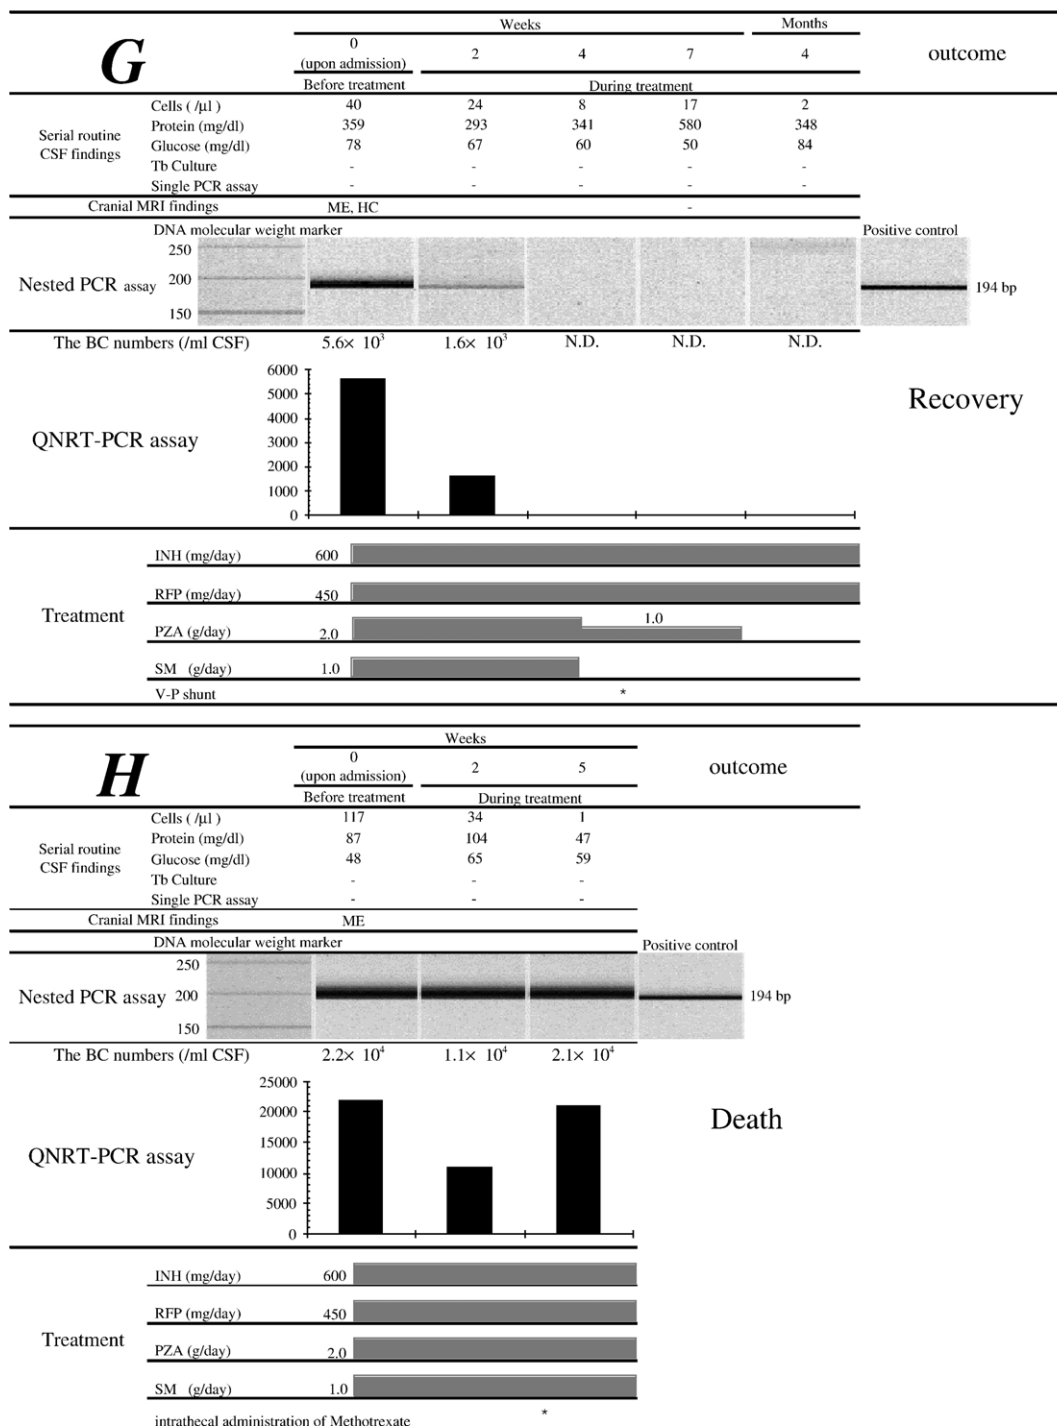 G
Weeks Months
0 2 4 7 4 outcome
(upon admission)
Before treatment During treatment
Serial routine CSF findings
Cells ( /μl ) 40 24 8 17 2
Protein (mg/dl) 359 293 341 580 348
Glucose (mg/dl) 78 67 60 50 84
Tb Culture - - - - -
Single PCR assay - - - - -
Cranial MRI findings ME, HC -
DNA molecular weight marker Positive control
250
Nested PCR assay 200 194 bp
150
The BC numbers (/ml CSF) 5.6× 10³ 1.6× 10³ N.D. N.D. N.D.
6000
5000
4000
3000
2000
1000
0
QNRT-PCR assay
Recovery
Treatment
INH (mg/day) 600
RFP (mg/day) 450
PZA (g/day) 2.0 1.0
SM (g/day) 1.0
V-P shunt *
H
Weeks
0 2 5 outcome
(upon admission)
Before treatment During treatment
Serial routine CSF findings
Cells ( /μl ) 117 34 1
Protein (mg/dl) 87 104 47
Glucose (mg/dl) 48 65 59
Tb Culture - - -
Single PCR assay - - -
Cranial MRI findings ME
DNA molecular weight marker Positive control
250
Nested PCR assay 200 194 bp
150
The BC numbers (/ml CSF) 2.2× 10⁴ 1.1× 10⁴ 2.1× 10⁴
25000
20000
15000
10000
5000
0
QNRT-PCR assay
Death
Treatment
INH (mg/day) 600
RFP (mg/day) 450
PZA (g/day) 2.0
SM (g/day) 1.0
intrathecal administration of Methotrexate *